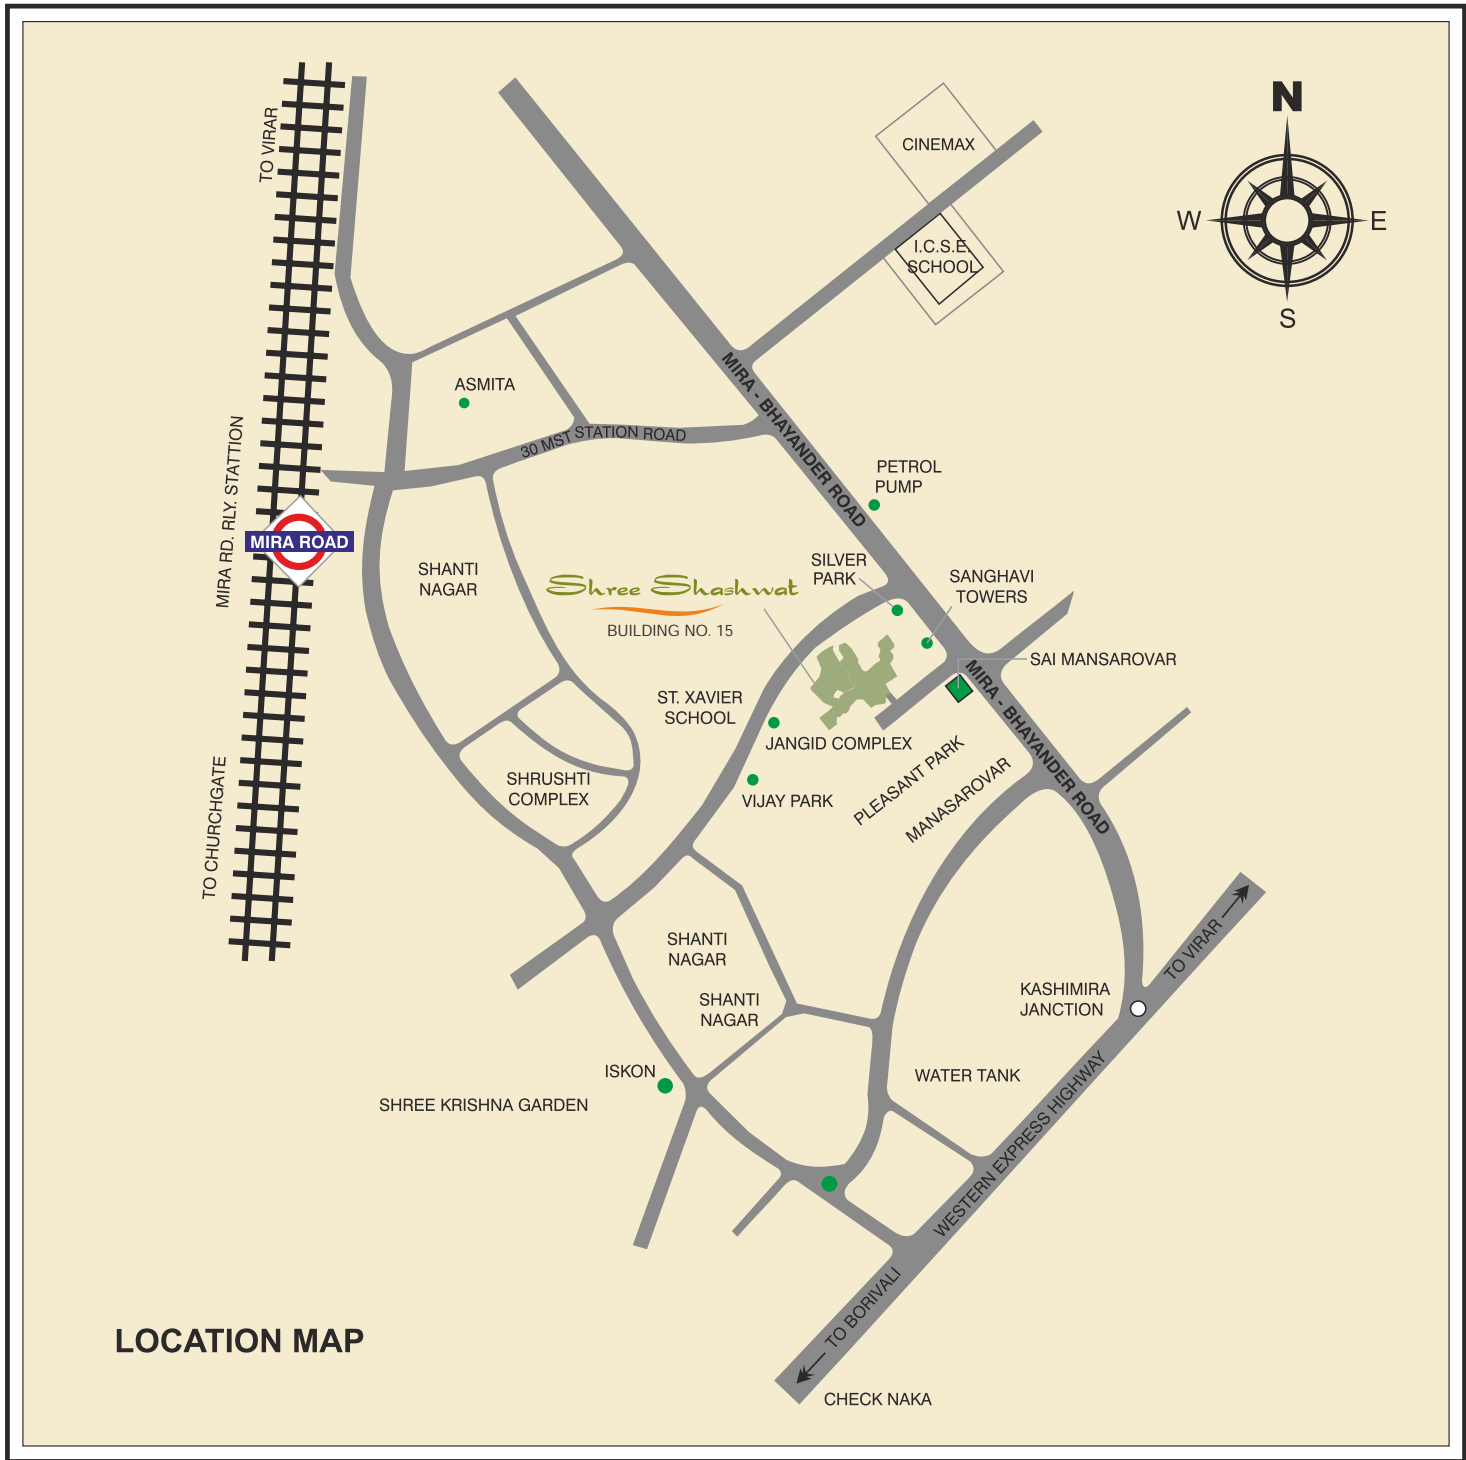 N
W
E
S
TO VIRAR
CINEMAX
I.C.S.E.
SCHOOL
MIRA - BHAYANDER ROAD
ASMITA
30 MST STATION ROAD
PETROL
PUMP
MIRA RD. RLY. STATTION
MIRA ROAD
SHANTI
NAGAR
Shree Shashwat
BUILDING NO. 15
SILVER
PARK
SANGHAVI
TOWERS
SAI MANSAROVAR
MIRA - BHAYANDER ROAD
ST. XAVIER
SCHOOL
JANGID COMPLEX
PLEASANT PARK
MANASAROVAR
VIJAY PARK
SHRUSHTI
COMPLEX
TO CHURCHGATE
SHANTI
NAGAR
SHANTI
NAGAR
TO VIRAR
KASHIMIRA
JANCTION
ISKON
SHREE KRISHNA GARDEN
WATER TANK
WESTERN EXPRESS HIGHWAY
TO BORIVALI
LOCATION MAP
CHECK NAKA